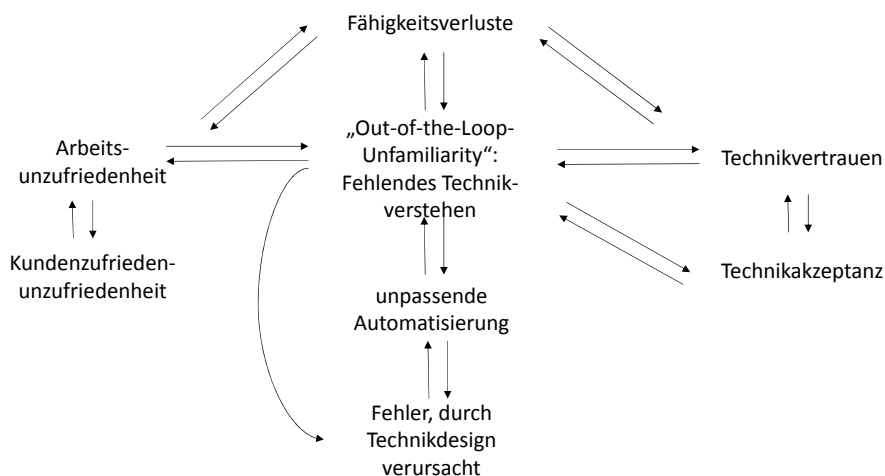 Fähigkeitsverluste
„Out-of-the-Loop-
Unfamiliarity“:
Fehlendes Technik-
verstehen
Arbeits-
unzufriedenheit
Technikvertrauen
Kundenzufrieden-
unzufriedenheit
Technikakzeptanz
unpassende
Automatisierung
Fehler, durch
Technikdesign
verursacht